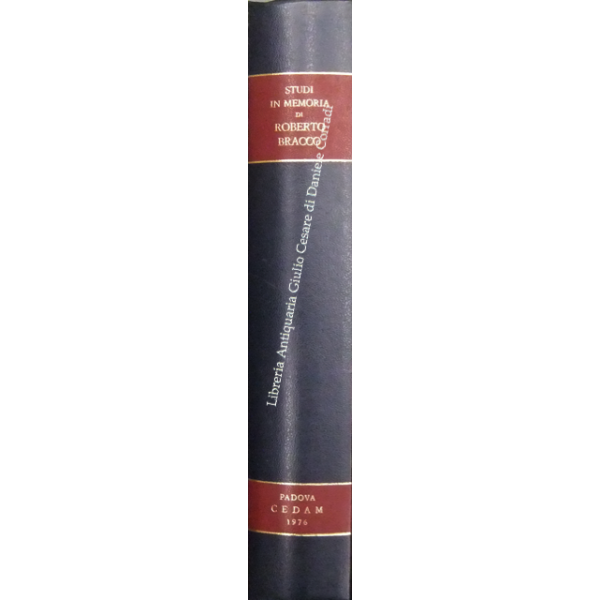 STUDI
IN MEMORIA
DI
ROBERTO
BRACCO
Libreria Antiquaria Giulio Cesare di Daniele Corradi
PADOVA
CEDAM
1976